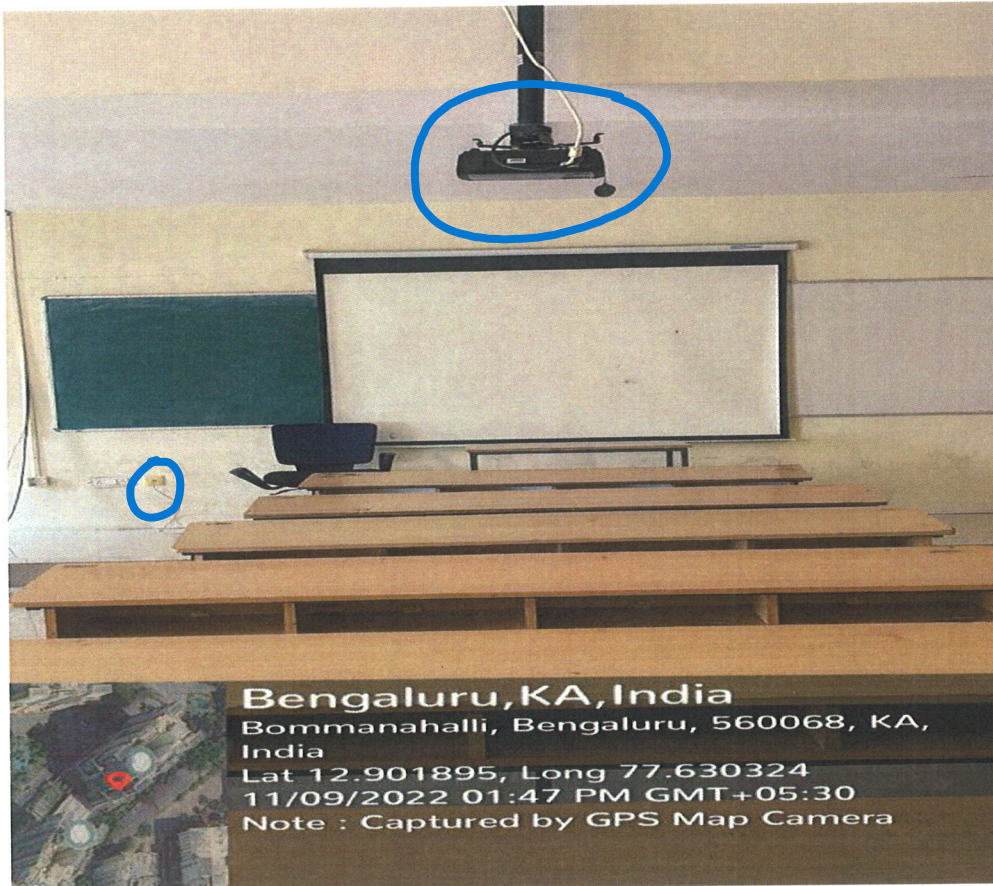 Bengaluru,KA,India
Bommanahalli, Bengaluru, 560068, KA,
India
Lat 12.901895, Long 77.630324
11/09/2022 01:47 PM GMT+05:30
Note : Captured by GPS Map Camera